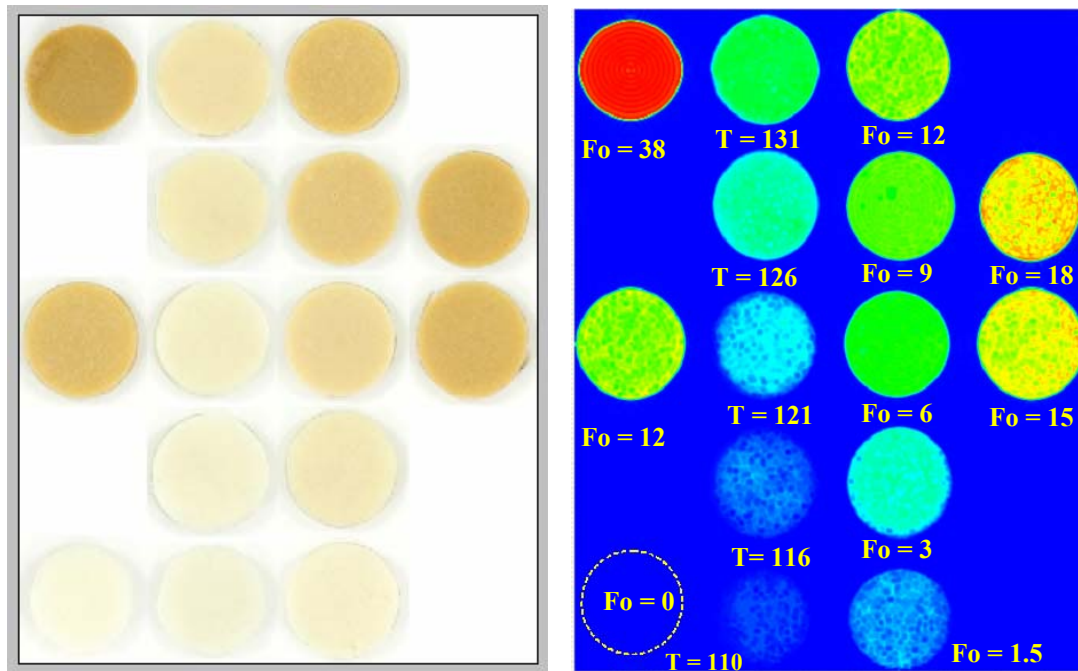 Fo = 38
T = 131
Fo = 12
T = 126
Fo = 9
Fo = 18
Fo = 12
T = 121
Fo = 6
Fo = 15
T= 116
Fo = 3
Fo = 0
T = 110
Fo = 1.5